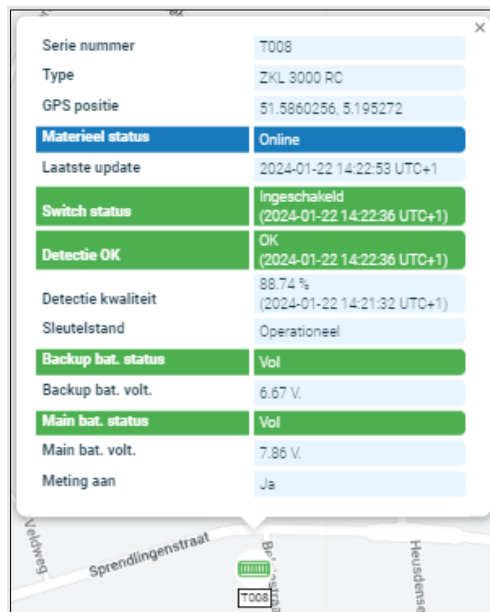 ×
Serie nummer T008
Type ZKL 3000 RC
GPS positie 51.5860256, 5.195272
Materieel status Online
Laatste update 2024-01-22 14:22:53 UTC+1
Switch status Ingeschakeld
(2024-01-22 14:22:36 UTC+1)
Detectie OK OK
(2024-01-22 14:22:36 UTC+1)
Detectie kwaliteit 88.74 %
(2024-01-22 14:21:32 UTC+1)
Sleutelstand Operationeel
Backup bat. status Vol
Backup bat. volt. 6.67 V.
Main bat. status Vol
Main bat. volt. 7.86 V.
Meting aan Ja
Veldweg
Sprendlingenstraat
T008